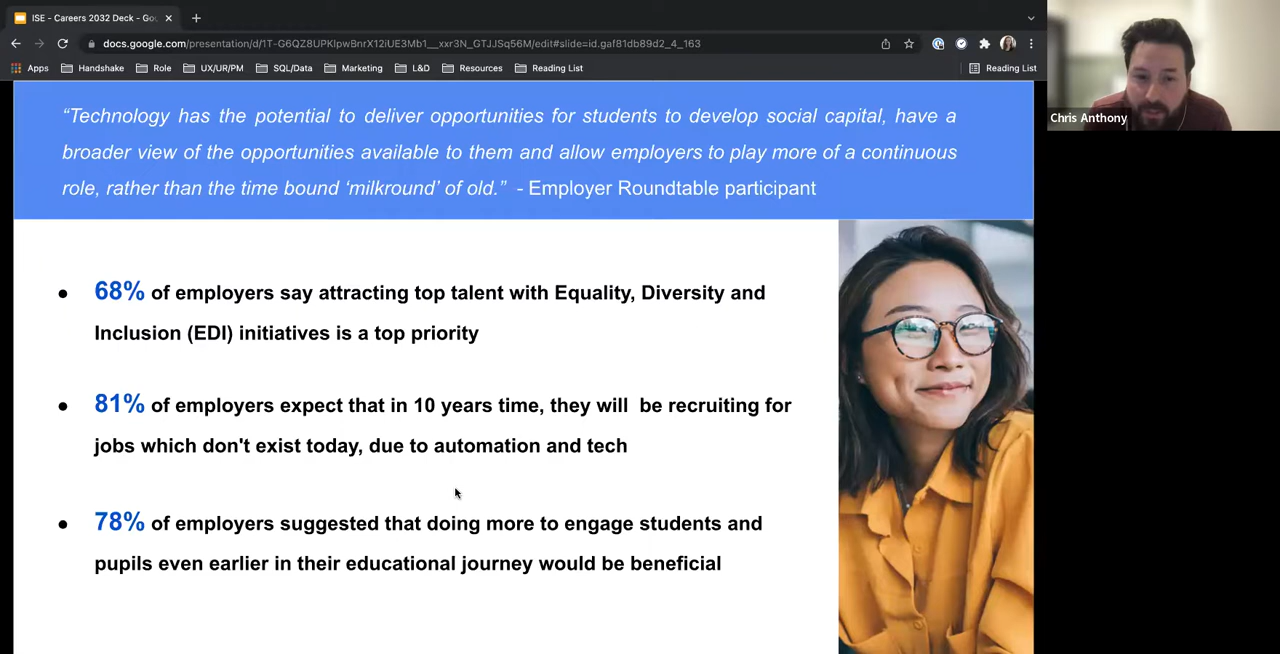 ISE - Careers 2032 Deck - Go
docs.google.com/presentation/d/1T-G6QZ8UPKIpwBnrX12iUE3Mb1__xxr3N_GTJJSq56M/edit#slide=id.gaf81db89d2_4_163
Apps Handshake Role UX/UR/PM SQL/Data Marketing L&D Resources Reading List Reading List
“Technology has the potential to deliver opportunities for students to develop social capital, have a
broader view of the opportunities available to them and allow employers to play more of a continuous
role, rather than the time bound ‘milkround’ of old.” - Employer Roundtable participant
Chris Anthony
● 68% of employers say attracting top talent with Equality, Diversity and
Inclusion (EDI) initiatives is a top priority
● 81% of employers expect that in 10 years time, they will be recruiting for
jobs which don't exist today, due to automation and tech
● 78% of employers suggested that doing more to engage students and
pupils even earlier in their educational journey would be beneficial